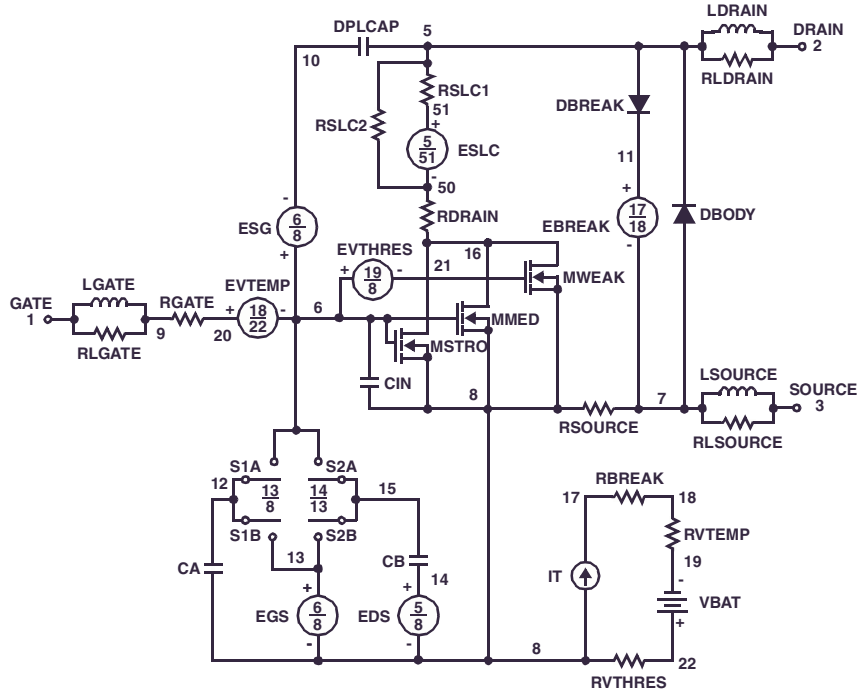 LDRAIN
DPLCAP
5
DRAIN
2
10
RLDRAIN
RSLC1
51
+
RSLC2
5
51
ESLC
-
50
DBREAK
11
+
17
18
EBREAK
-
DBODY
-
ESG
6
8
+
RDRAIN
16
EVTHRES
+
19
8
-
21
MWEAK
LGATE
GATE
1
RLGATE
9
RGATE
20
EVTEMP
+
18
22
-
6
MMED
MSTRO
CIN
8
RSOURCE
7
LSOURCE
SOURCE
3
RLSOURCE
S1A
S2A
12
13
8
14
13
15
S1B
S2B
13
CA
CB
14
+
EGS
6
8
-
+
EDS
5
8
-
RBREAK
17
18
RVTEMP
19
IT
-
VBAT
+
8
22
RVTHRES